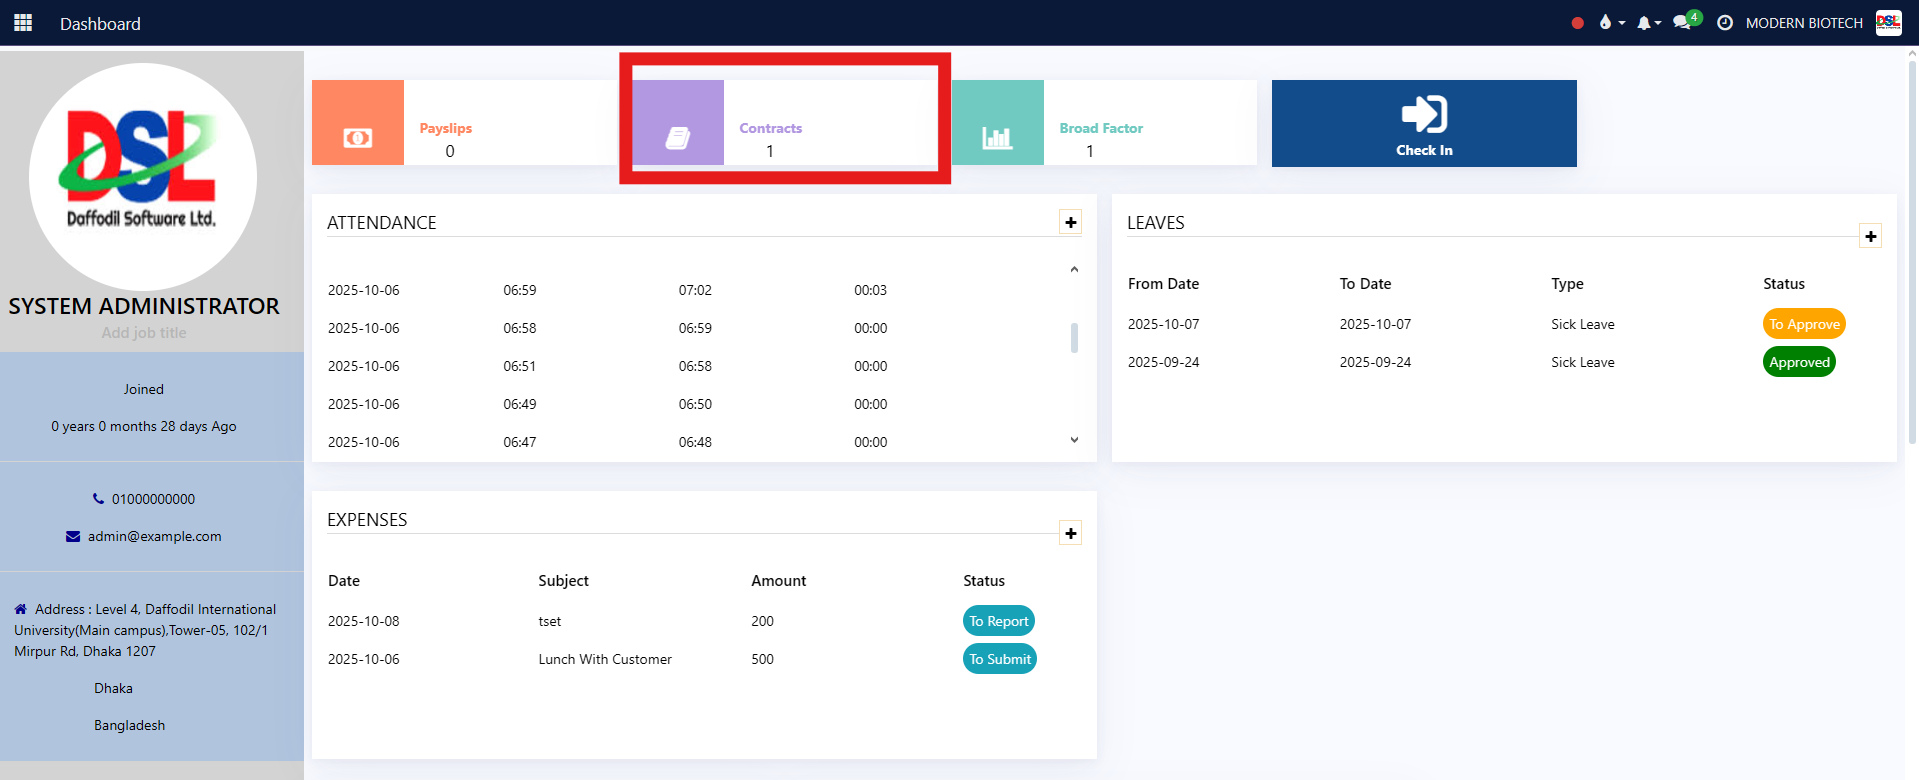 Dashboard
4
MODERN BIOTECH
DSL
DSL
Daffodil Software Ltd.
SYSTEM ADMINISTRATOR
Add job title
Joined
0 years 0 months 28 days Ago
01000000000
admin@example.com
Address : Level 4, Daffodil International
University(Main campus),Tower-05, 102/1
Mirpur Rd, Dhaka 1207
Dhaka
Bangladesh
Payslips
0
Contracts
1
Broad Factor
1
Check In
ATTENDANCE
2025-10-06 06:59 07:02 00:03
2025-10-06 06:58 06:59 00:00
2025-10-06 06:51 06:58 00:00
2025-10-06 06:49 06:50 00:00
2025-10-06 06:47 06:48 00:00
LEAVES
From Date To Date Type Status
2025-10-07 2025-10-07 Sick Leave To Approve
2025-09-24 2025-09-24 Sick Leave Approved
EXPENSES
Date Subject Amount Status
2025-10-08 tset 200 To Report
2025-10-06 Lunch With Customer 500 To Submit